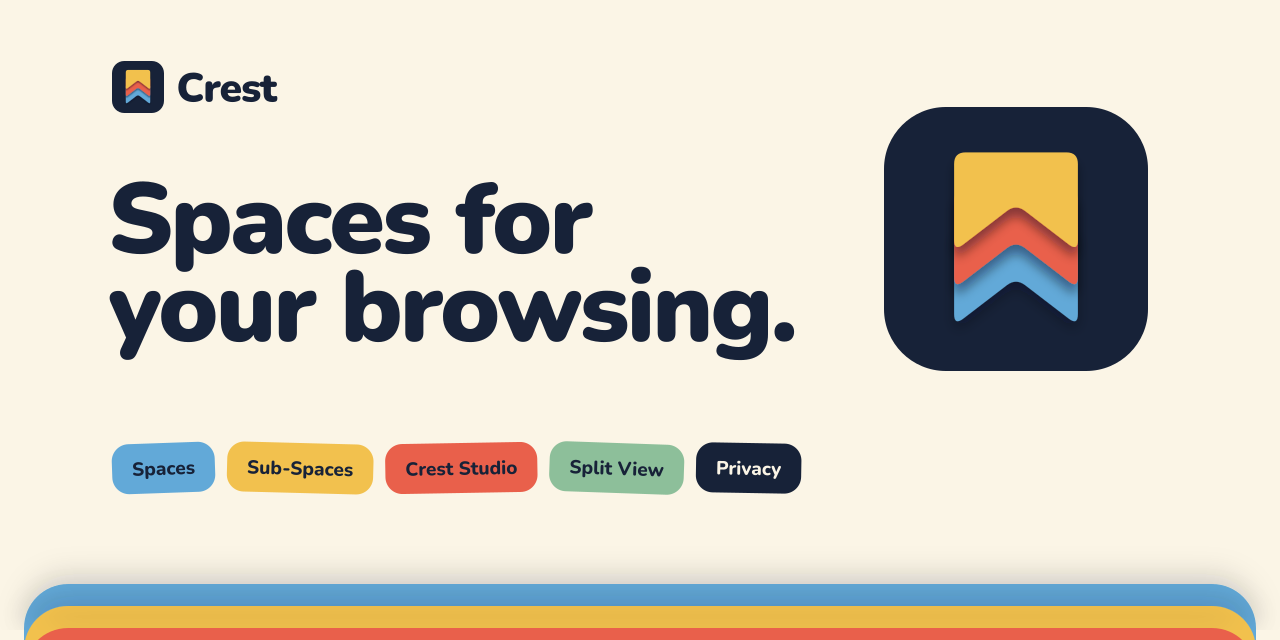 Crest
Spaces for
your browsing.
Spaces
Sub-Spaces
Crest Studio
Split View
Privacy